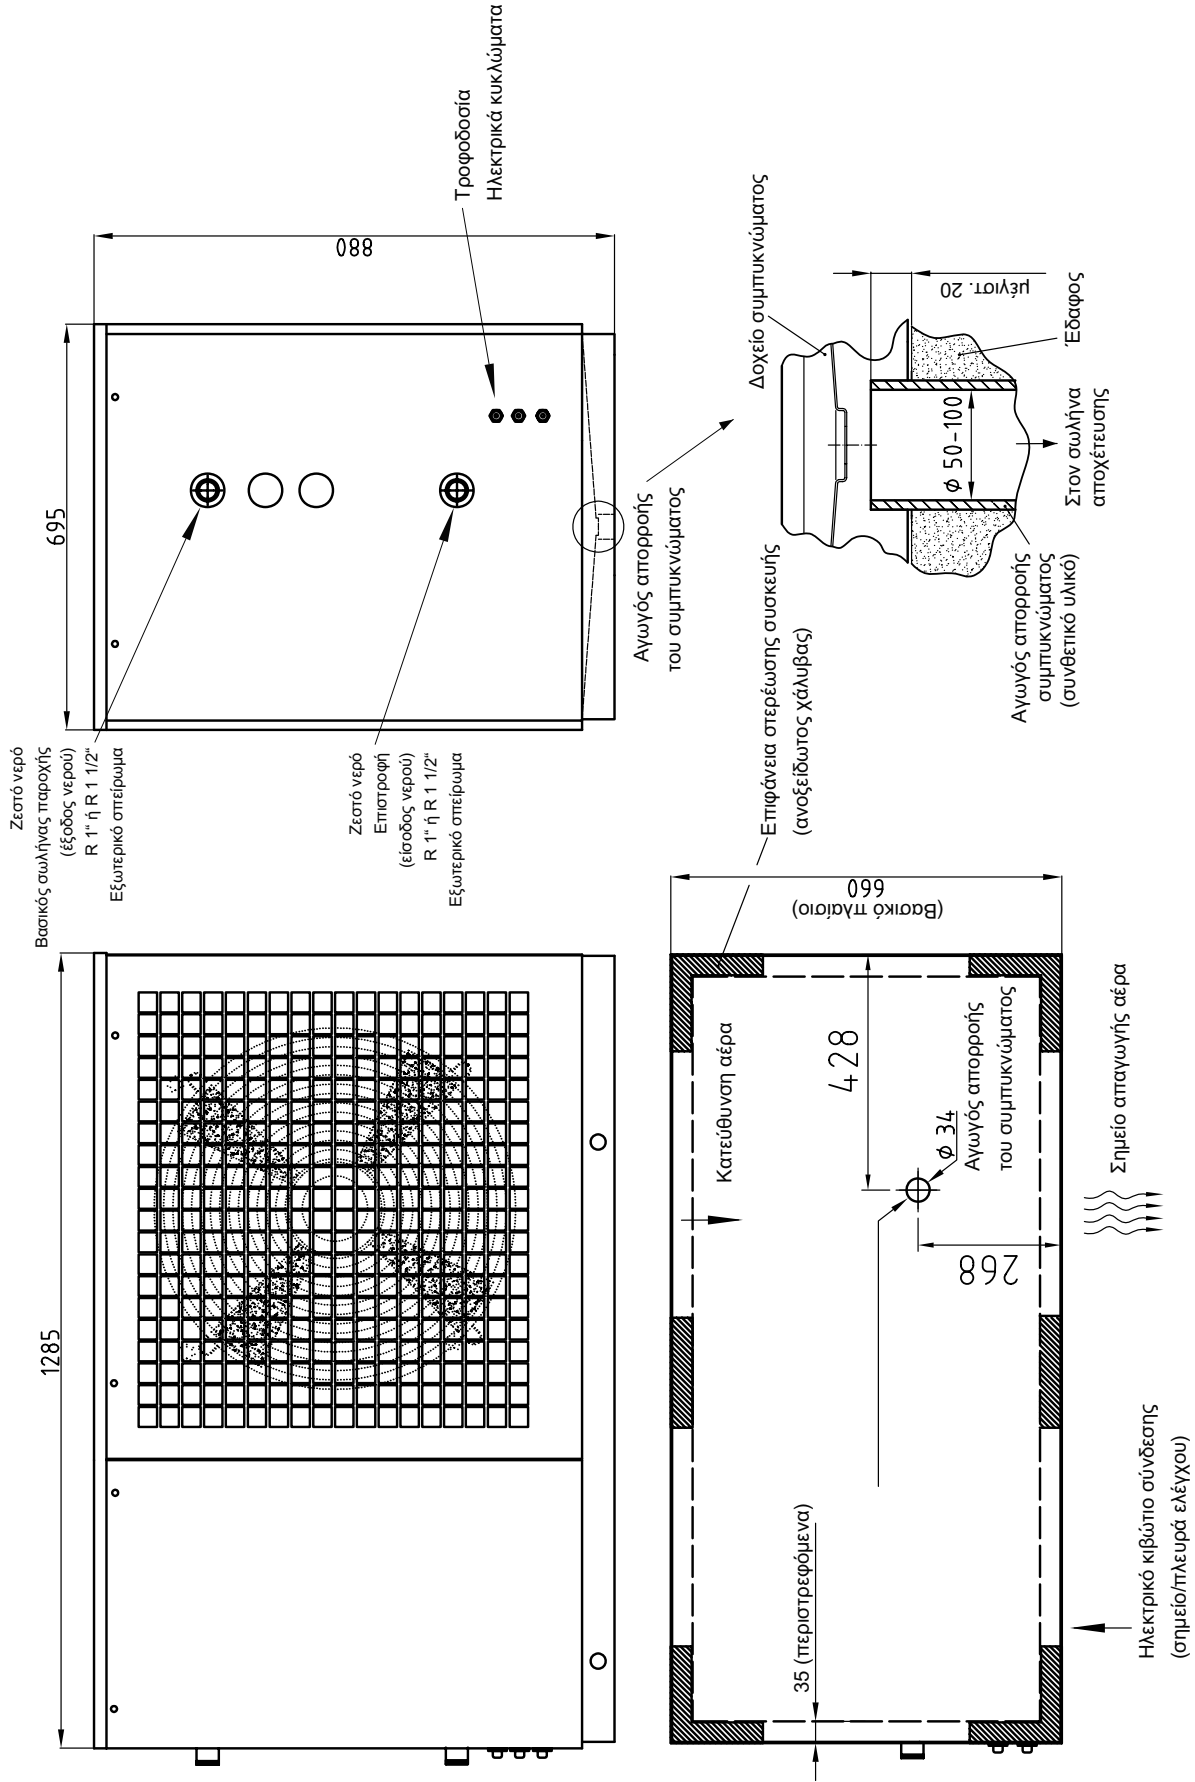 Ζεστό νερό
Βασικός σωλήνας παροχής
(έξοδος νερού)
R 1“ ή R 1 1/2“
Εξωτερικό σπείρωμα
Ζεστό νερό
Επιστροφή
(είσοδος νερού)
R 1“ ή R 1 1/2“
Εξωτερικό σπείρωμα
1285
695
880
Τροφοδοσία
Ηλεκτρικά κυκλώματα
Αγωγός απορροής
του συμπυκνώματος
Επιφάνεια στερέωσης συσκευής
(ανοξείδωτος χάλυβας)
660
(Βασικό πλαίσιο)
Κατεύθυνση αέρα
428
ϕ 34
Αγωγός απορροής
του συμπυκνώματος
268
35 (περιστρεφόμενα)
Σημείο απαγωγής αέρα
Ηλεκτρικό κιβώτιο σύνδεσης
(σημείο/πλευρά ελέγχου)
Δοχείο συμπυκνώματος
μέγιστ. 20
Έδαφος
ϕ 50-100
Στον σωλήνα
αποχέτευσης
Αγωγός απορροής
συμπυκνώματος
(συνθετικό υλικό)